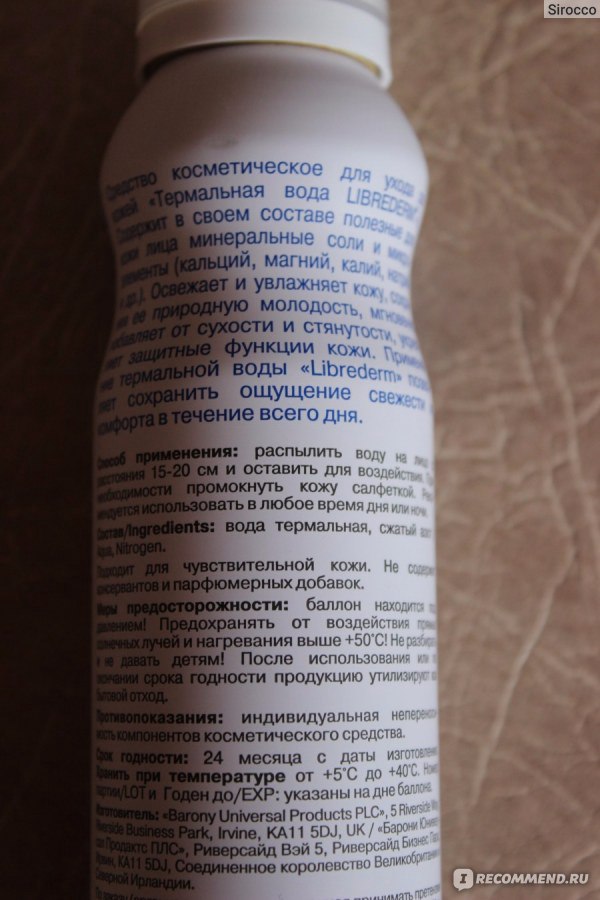 Sirocco
Средство косметическое для ухода
кожей «Термальная вода LIBREDERM
Содержит в своем составе полезные
кожи лица минеральные соли и
(кальций, магний, калий,
и др.). Освежает и увлажняет кожу,
ее природную молодость,
от сухости и стянутости,
защитные функции кожи.
термальной воды «Librederm»
сохранить ощущение свежести
комфорта в течение всего дня.
Способ применения: распылить воду на
расстояния 15-20 см и оставить для воздействия.
необходимости промокнуть кожу салфеткой.
использовать в любое время дня или ночи.
Состав/Ingredients: вода термальная, сжатый
Aqua, Nitrogen.
Подходит для чувствительной кожи. Не
консервантов и парфюмерных добавок.
Меры предосторожности: баллон находится
давлением! Предохранять от воздействия
солнечных лучей и нагревания выше +50°С! Не
и не давать детям! После использования или
окончании срока годности продукцию утилизируют
бытовой отход.
Противопоказания: индивидуальная
компонентов косметического средства.
Срок годности: 24 месяца с даты
Хранить при температуре от +5°С до +40°С.
партии/LOT и Годен до/EXP: указаны на дне баллона.
Изготовитель: «Barony Universal Products PLC», 5 Riverside
Riverside Business Park, Irvine, KA11 5DJ, UK / «Барони
Продактс ПЛС», Риверсайд Вэй 5, Риверсайд Бизнес
КА11 5DJ, Соединенное королевство
Северной Ирландии.
принимать
IRECOMMEND.RU